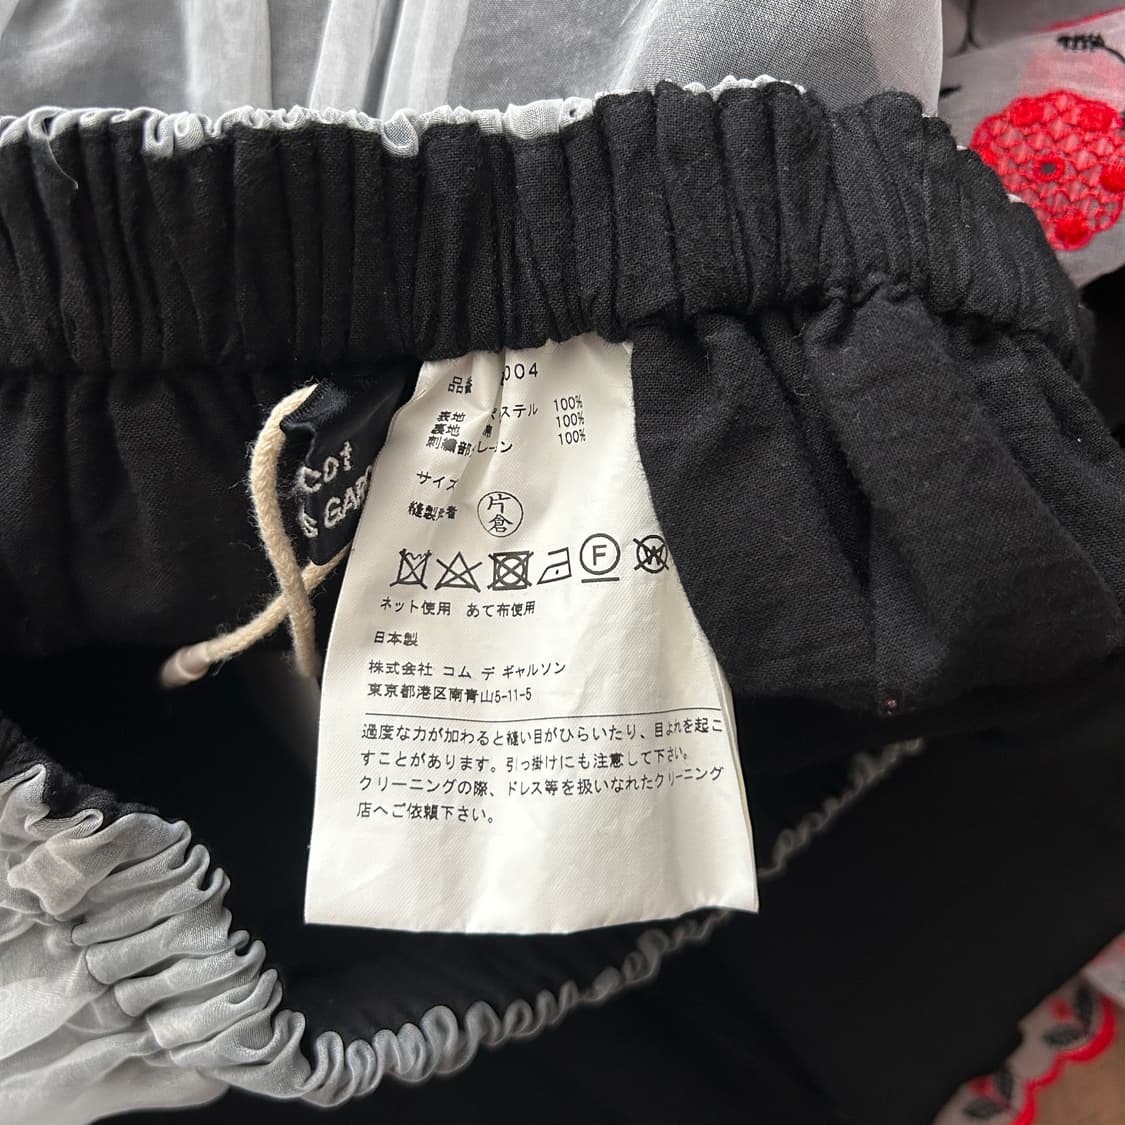 品番 004
表地 ポリエステル 100%
裏地 綿 100%
刺繍部 レーヨン 100%
サイズ
縫製者 片倉
F W
ネット使用 あて布使用
日本製
株式会社 コム デ ギャルソン
東京都港区南青山5-11-5
過度な力が加わると縫い目がひらいたり、目よれを起こ
すことがあります。引っ掛けにも注意して下さい。
クリーニングの際、ドレス等を扱いなれたクリーニング
店へご依頼下さい。
cot
GAR